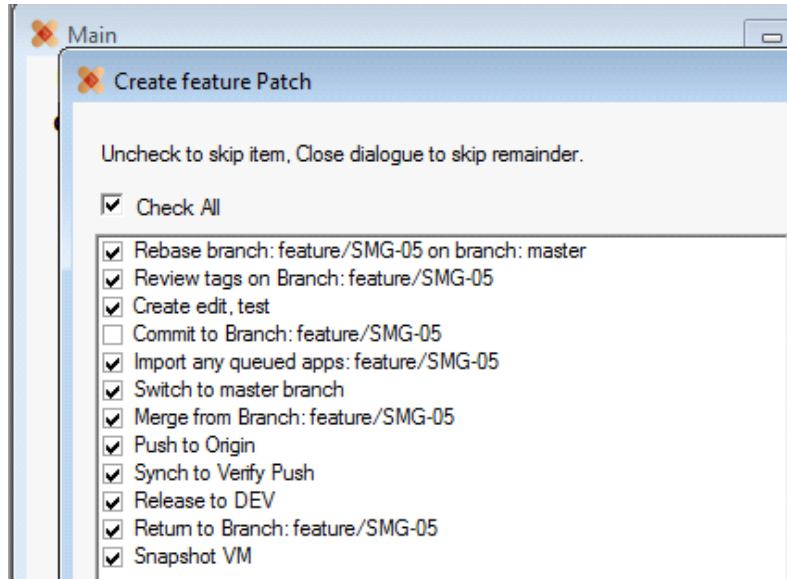 Main
Create feature Patch
Uncheck to skip item, Close dialogue to skip remainder.
Check All
Rebase branch: feature/SMG-05 on branch: master
Review tags on Branch: feature/SMG-05
Create edit, test
Commit to Branch: feature/SMG-05
Import any queued apps: feature/SMG-05
Switch to master branch
Merge from Branch: feature/SMG-05
Push to Origin
Synch to Verify Push
Release to DEV
Return to Branch: feature/SMG-05
Snapshot VM